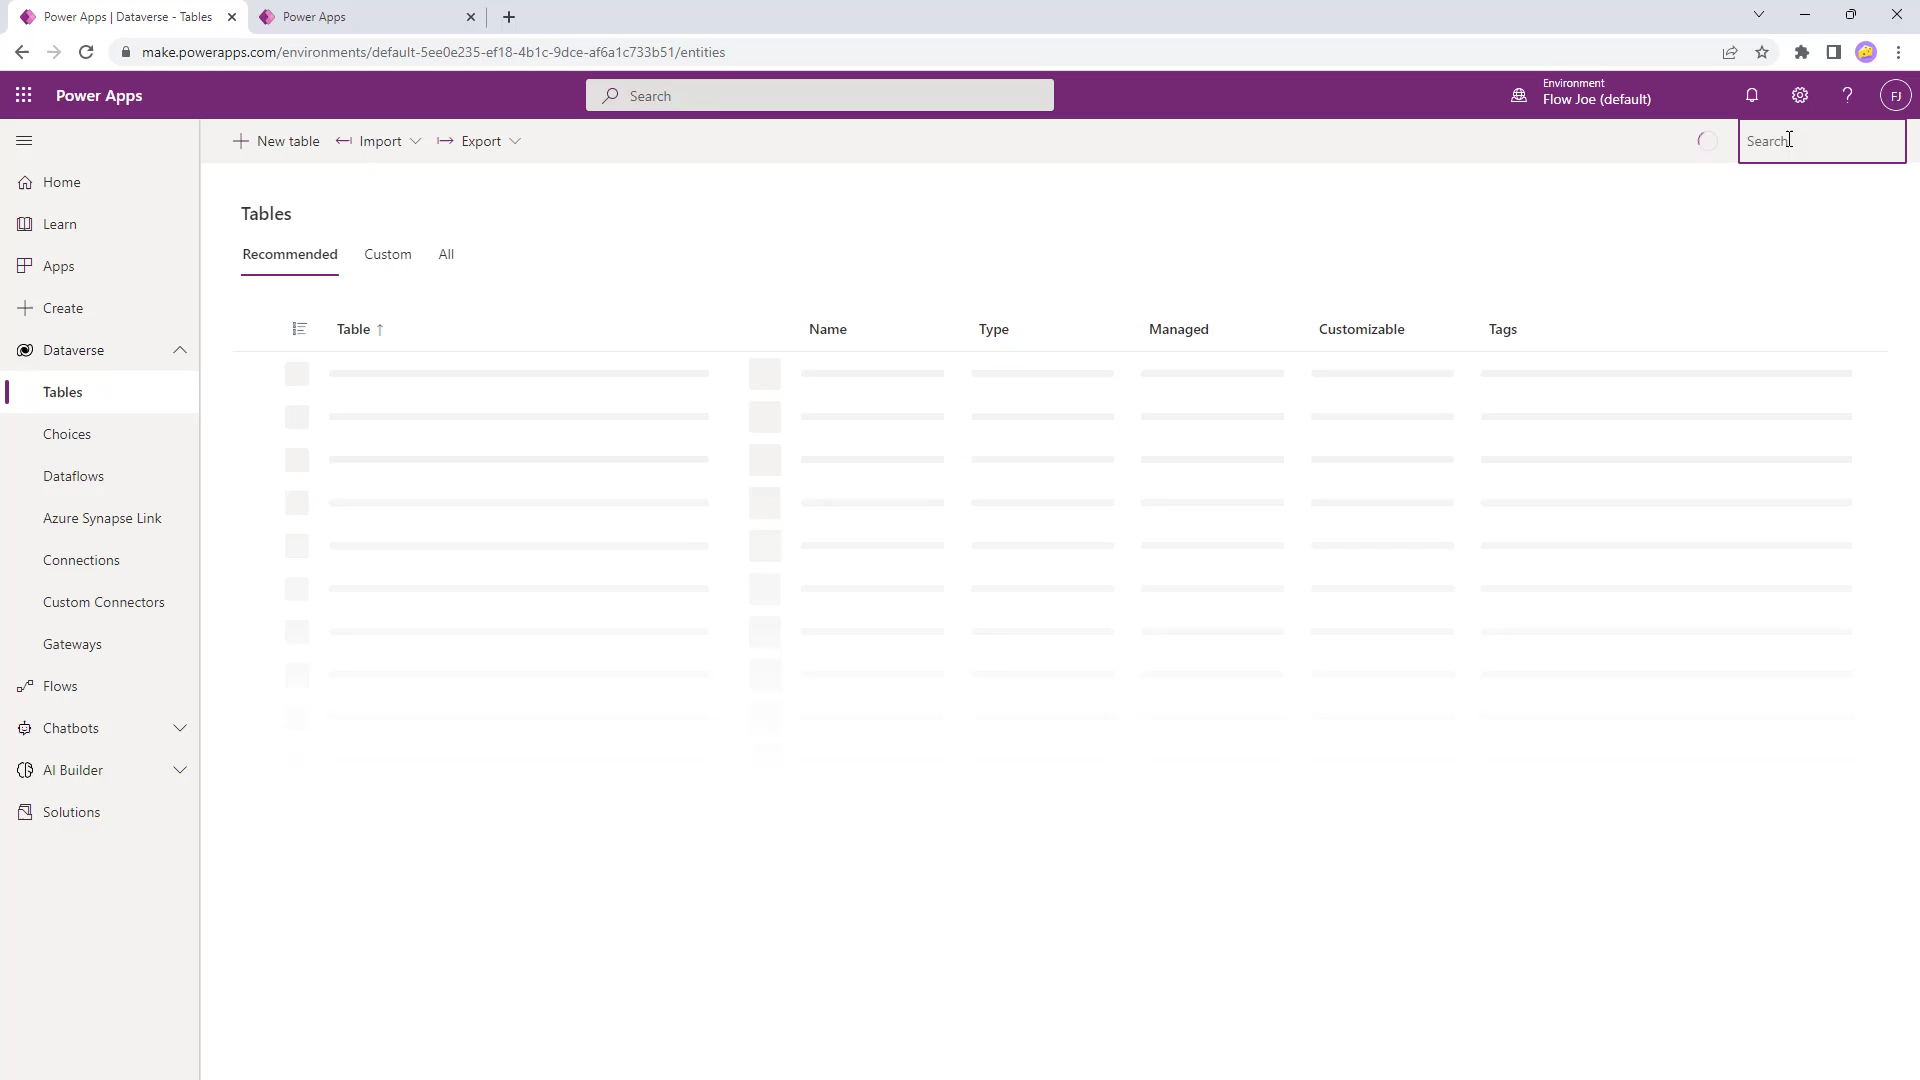 Power Apps | Dataverse - Tables
Power Apps
make.powerapps.com/environments/default-5ee0e235-ef18-4b1c-9dce-af6a1c733b51/entities
Power Apps
Search
Environment
Flow Joe (default)
FJ
New table
Import
Export
Search
Home
Learn
Apps
Create
Dataverse
Tables
Choices
Dataflows
Azure Synapse Link
Connections
Custom Connectors
Gateways
Flows
Chatbots
AI Builder
Solutions
Tables
Recommended Custom All
Table ↑ Name Type Managed Customizable Tags